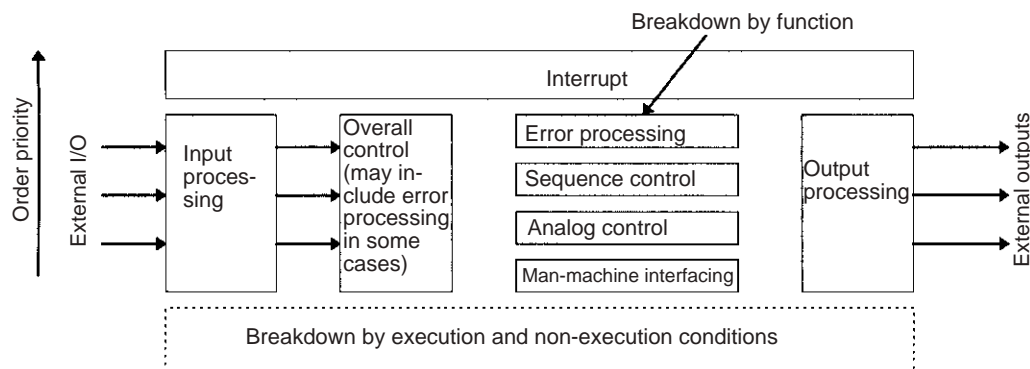 Breakdown by function
Interrupt
Order priority
External I/O
Input
proces-
sing
Overall
control
(may in-
clude error
processing
in some
cases)
Error processing
Sequence control
Analog control
Man-machine interfacing
Output
processing
External outputs
Breakdown by execution and non-execution conditions